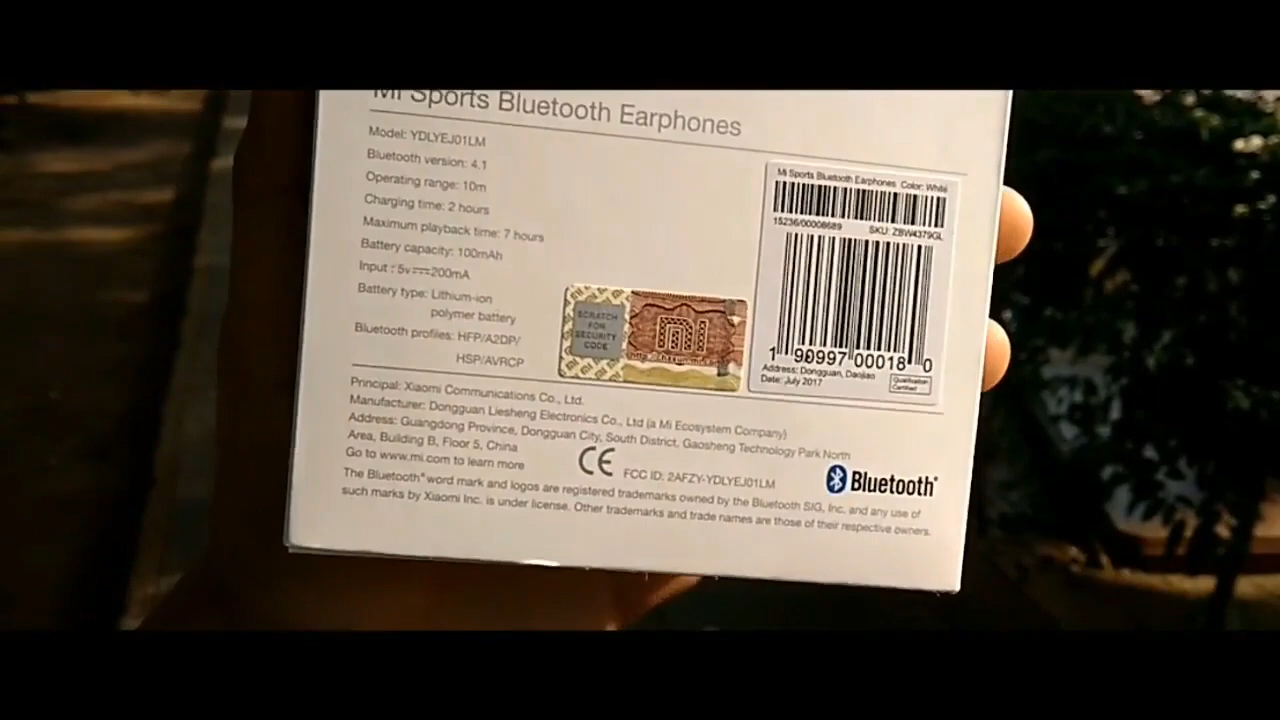 Mi Sports Bluetooth Earphones
Model: YDLYEJ01LM
Bluetooth version: 4.1
Operating range: 10m
Charging time: 2 hours
Maximum playback time: 7 hours
Battery capacity: 100mAh
Input : 5v⎓200mA
Battery type: Lithium-ion
polymer battery
Bluetooth profiles: HFP/A2DP/
HSP/AVRCP
SCRATCH
FOR
SECURITY
CODE
MI
Mi Sports Bluetooth Earphones Color: White
15236/00008689 SKU: ZBW4379GL
1 90997 00018 0
Address: Dongguan, Daojiao
Date: July 2017
Qualification
Certified
Principal: Xiaomi Communications Co., Ltd.
Manufacturer: Dongguan Liesheng Electronics Co., Ltd (a Mi Ecosystem Company)
Address: Guangdong Province, Dongguan City, South District, Gaosheng Technology Park North
Area, Building B, Floor 5, China
Go to www.mi.com to learn more
CE FCC ID: 2AFZY-YDLYEJ01LM
Bluetooth®
The Bluetooth® word mark and logos are registered trademarks owned by the Bluetooth SIG, Inc. and any use of
such marks by Xiaomi Inc. is under license. Other trademarks and trade names are those of their respective owners.